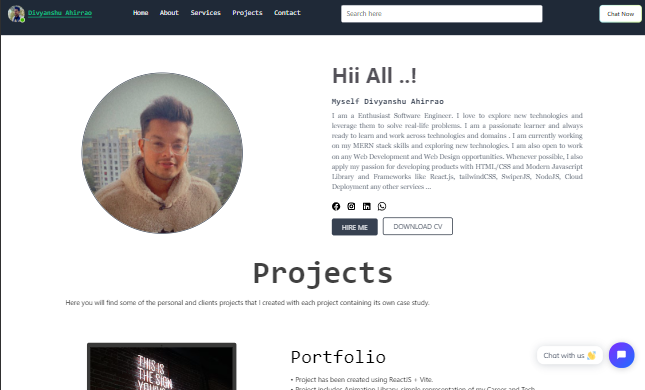 Divyanshu Ahirrao
Home About Services Projects Contact
Search here
Chat Now
Hii All ..!
Myself Divyanshu Ahirrao
I am a Enthusiast Software Engineer. I love to explore new technologies and
leverage them to solve real-life problems. I am a passionate learner and always
ready to learn and work across technologies and domains . I am currently working
on my MERN stack skills and exploring new technologies. I am also open to work
on any Web Development and Web Design opportunities. Whenever possible, I also
apply my passion for developing products with HTML/CSS and Modern Javascript
Library and Frameworks like React.js, tailwindCSS, SwiperJS, NodeJS, Cloud
Deployment any other services ...
HIRE ME
DOWNLOAD CV
Projects
Here you will find some of the personal and clients projects that I created with each project containing its own case study.
THIS IS
THE SIGN
Portfolio
• Project has been created using ReactJS + Vite.
• Project includes Animation Library, simple representation of my Career and Tech
Chat with us 👋